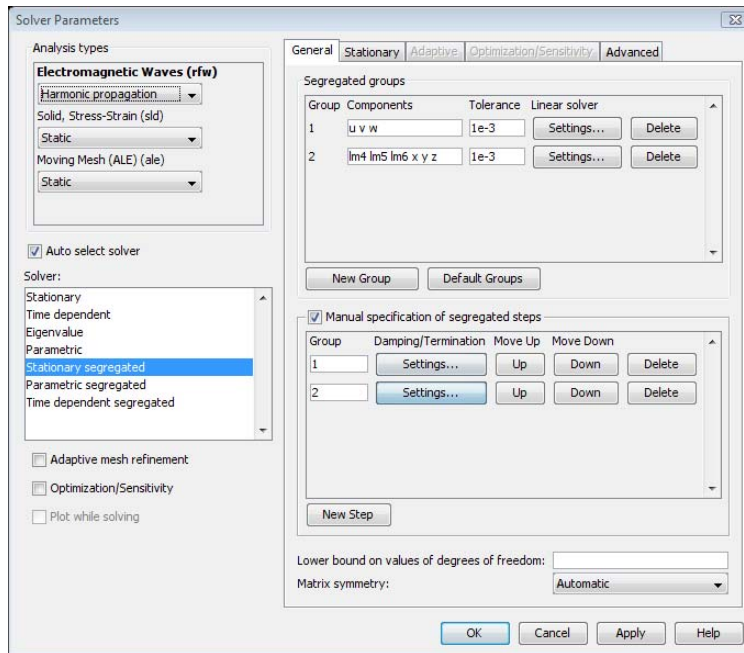 Solver Parameters
Analysis types
Electromagnetic Waves (rfw)
Harmonic propagation
Solid, Stress-Strain (sld)
Static
Moving Mesh (ALE) (ale)
Static
Auto select solver
Solver:
Stationary
Time dependent
Eigenvalue
Parametric
Stationary segregated
Parametric segregated
Time dependent segregated
Adaptive mesh refinement
Optimization/Sensitivity
Plot while solving
General Stationary Adaptive Optimization/Sensitivity Advanced
Segregated groups
Group Components Tolerance Linear solver
1 u v w 1e-3 Settings... Delete
2 lm4 lm5 lm6 x y z 1e-3 Settings... Delete
New Group Default Groups
Manual specification of segregated steps
Group Damping/Termination Move Up Move Down
1 Settings... Up Down Delete
2 Settings... Up Down Delete
New Step
Lower bound on values of degrees of freedom:
Matrix symmetry: Automatic
OK Cancel Apply Help